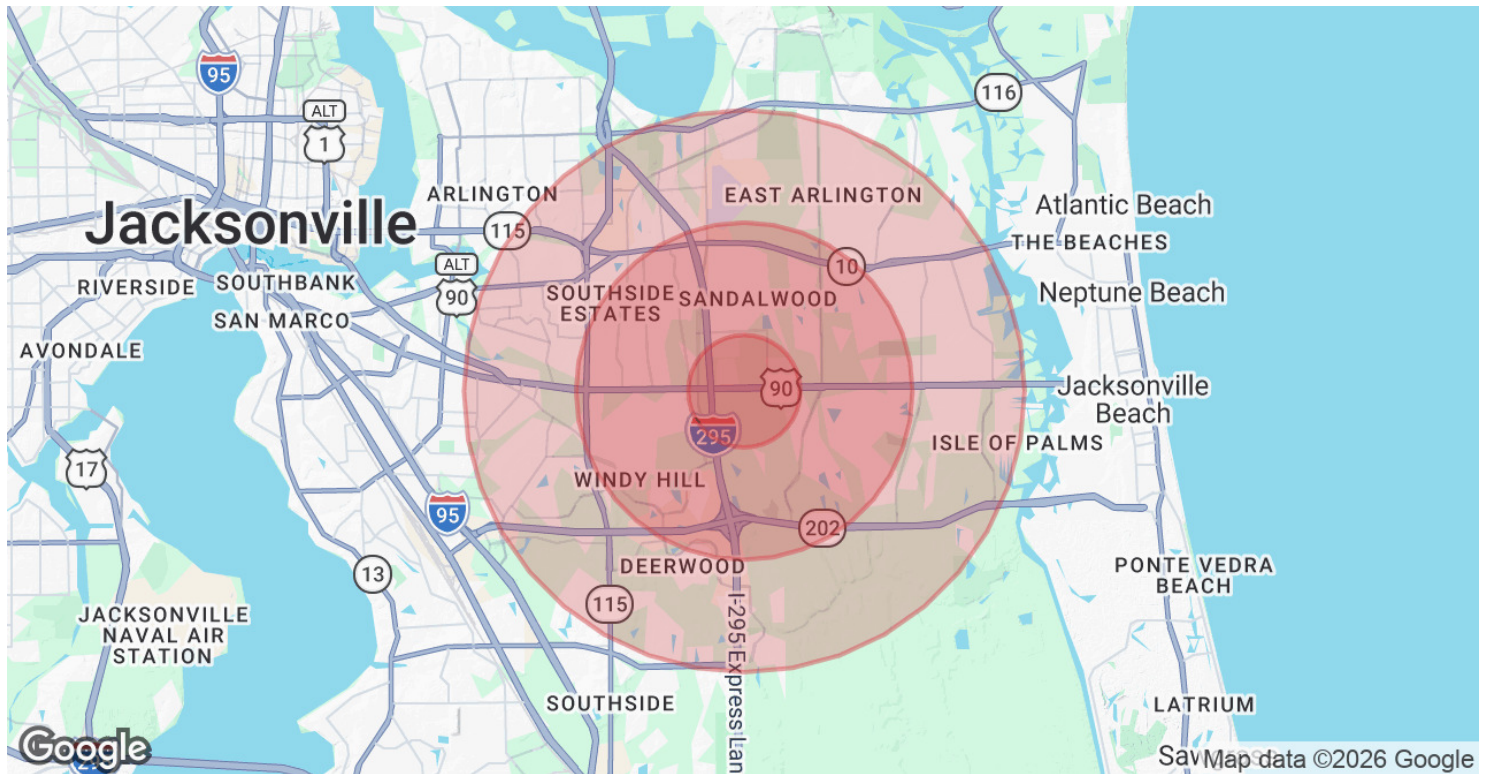 95
116
ALT
1
ARLINGTON
EAST ARLINGTON
Jacksonville
115
Atlantic Beach
THE BEACHES
ALT
90
10
RIVERSIDE
SOUTHBANK
SOUTHSIDE
ESTATES
SANDALWOOD
Neptune Beach
SAN MARCO
AVONDALE
90
Jacksonville
Beach
295
ISLE OF PALMS
17
WINDY HILL
95
202
13
DEERWOOD
PONTE VEDRA
BEACH
115
JACKSONVILLE
NAVAL AIR
STATION
I-295 Express Lan
SOUTHSIDE
LATRIUM
Google
Map data ©2026 Google